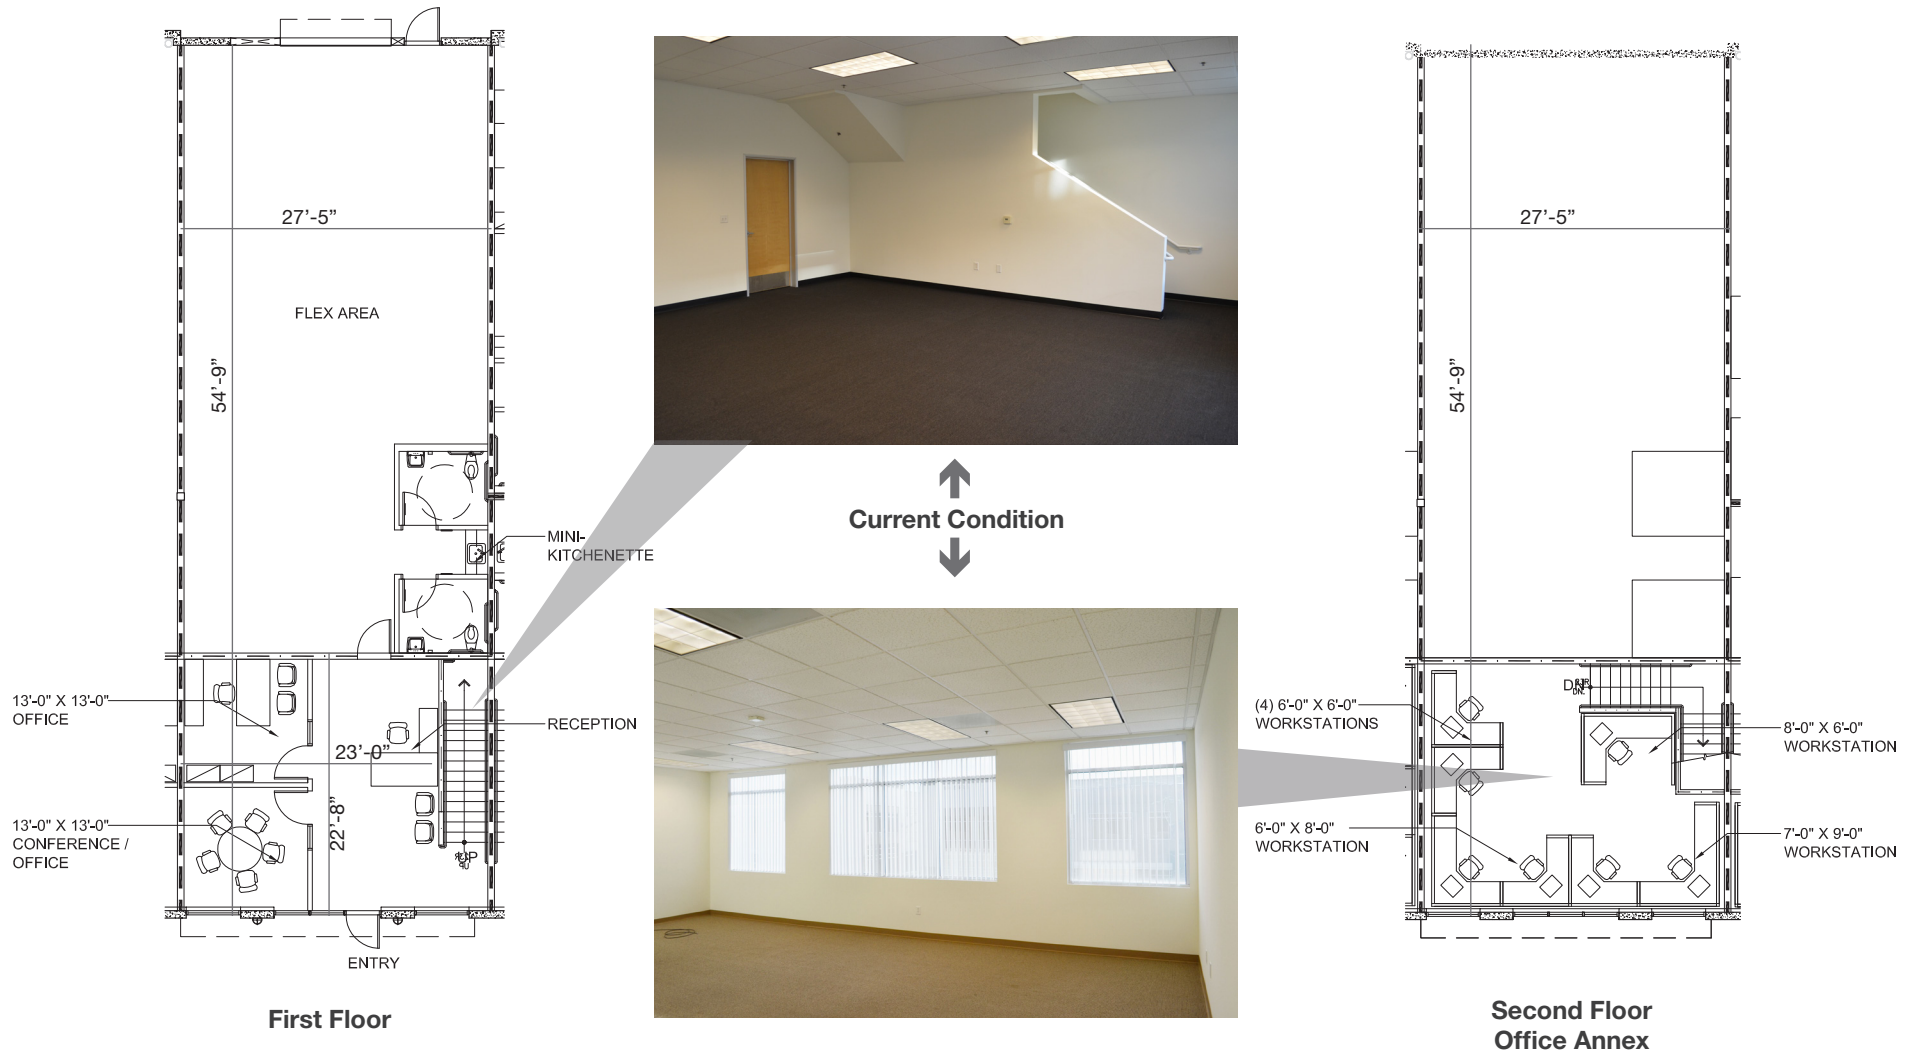 27’-5”
FLEX AREA
54’-9”
MINI-
KITCHENETTE
13'-0" X 13'-0"
OFFICE
RECEPTION
23’-0”
22’-8”
13'-0" X 13'-0"
CONFERENCE /
OFFICE
UP
ENTRY
First Floor
Current Condition
27’-5”
54’-9”
DN
DN.
(4) 6'-0" X 6'-0"
WORKSTATIONS
8'-0" X 6'-0"
WORKSTATION
6'-0" X 8'-0"
WORKSTATION
7'-0" X 9'-0"
WORKSTATION
Second Floor
Office Annex